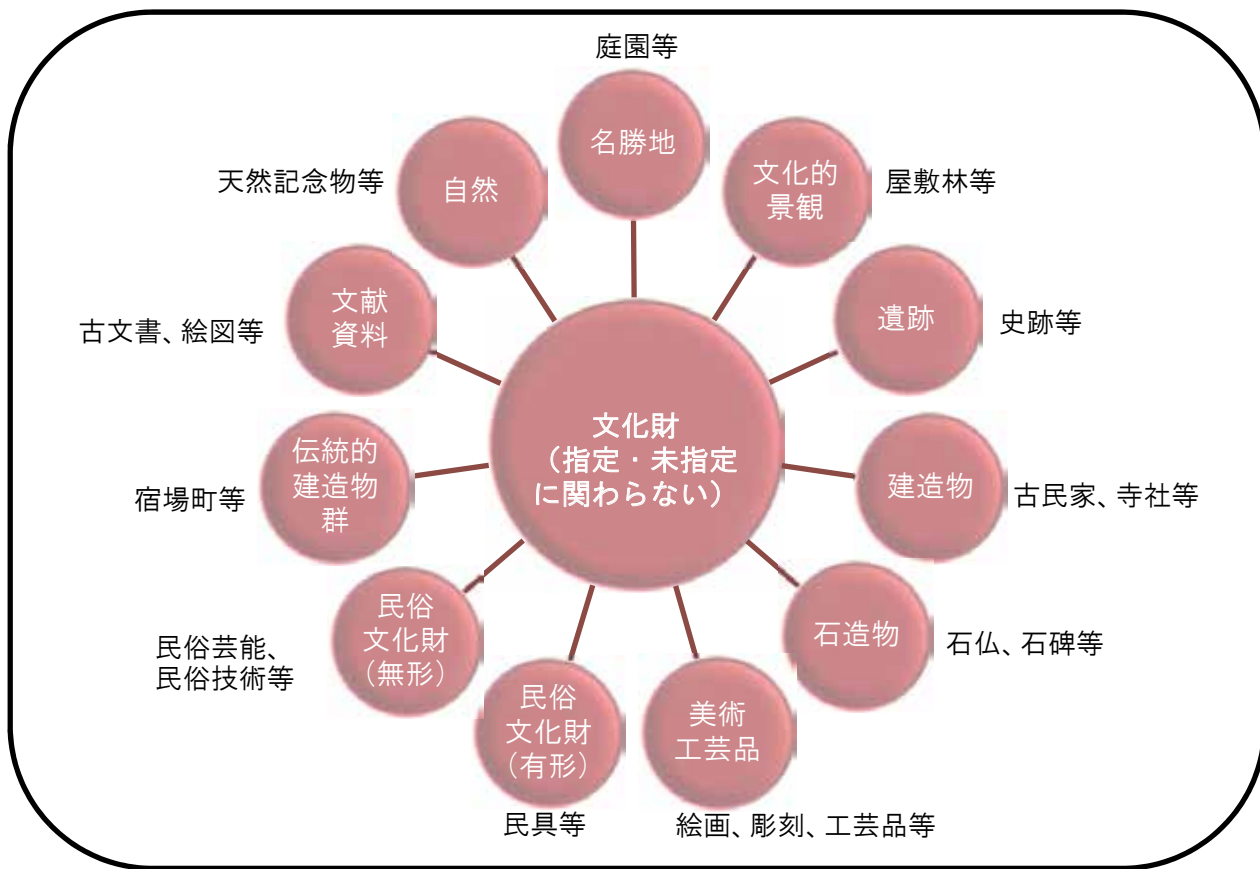 庭園等
名勝地
文化的
景観
屋敷林等
遺跡
史跡等
建造物
古民家、寺社等
石造物
石仏、石碑等
美術
工芸品
絵画、彫刻、工芸品等
民俗
文化財
（有形）
民具等
民俗
文化財
（無形）
民俗芸能、
民俗技術等
伝統的
建造物
群
宿場町等
文献
資料
古文書、絵図等
自然
天然記念物等
文化財
（指定・未指定
に関わらない）